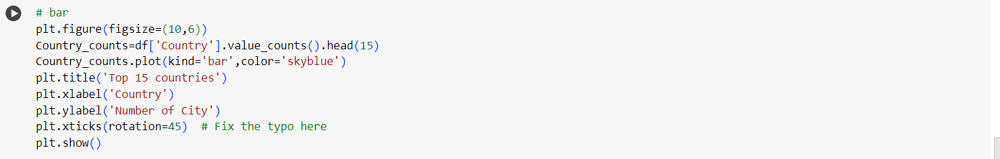 # bar
plt.figure(figsize=(10,6))
Country_counts=df['Country'].value_counts().head(15)
Country_counts.plot(kind='bar',color='skyblue')
plt.title('Top 15 countries')
plt.xlabel('Country')
plt.ylabel('Number of City')
plt.xticks(rotation=45)  # Fix the typo here
plt.show()